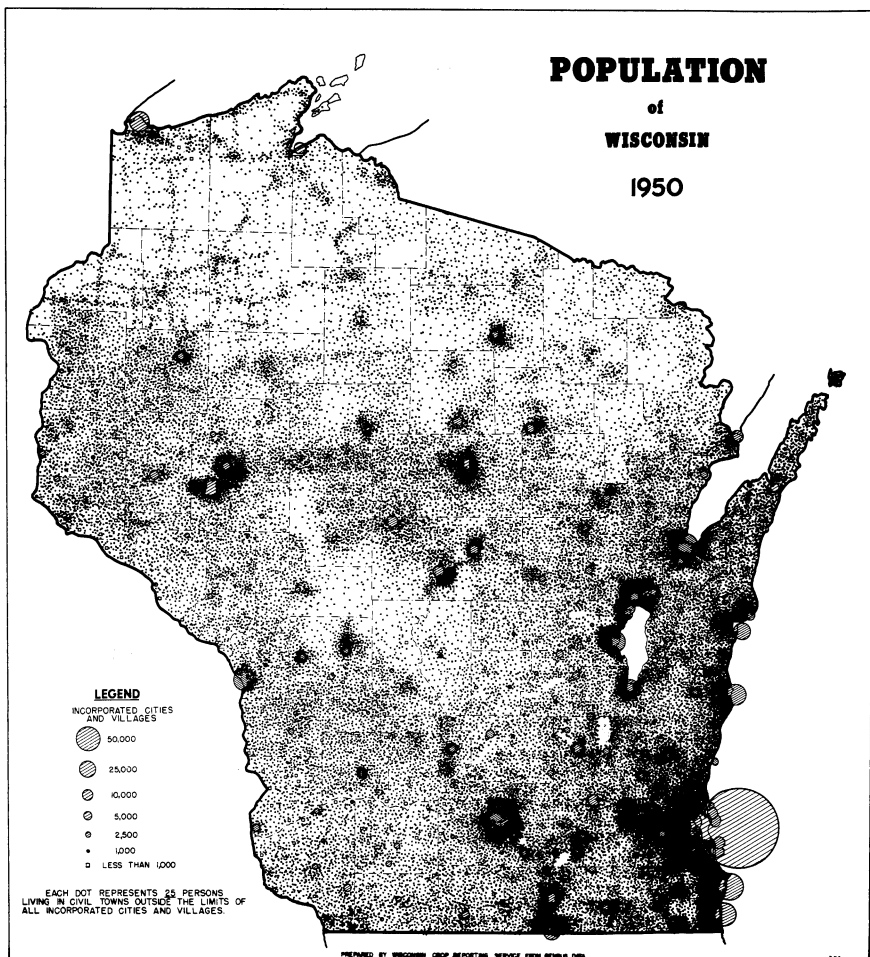 POPULATION
of
WISCONSIN
1950
LEGEND
INCORPORATED CITIES
AND VILLAGES
50,000
25,000
10,000
5,000
2,500
1,000
LESS THAN 1,000
EACH DOT REPRESENTS 25 PERSONS
LIVING IN CIVIL TOWNS OUTSIDE THE LIMITS OF
ALL INCORPORATED CITIES AND VILLAGES.
PREPARED BY WISCONSIN CROP REPORTING SERVICE FROM CENSUS DATA